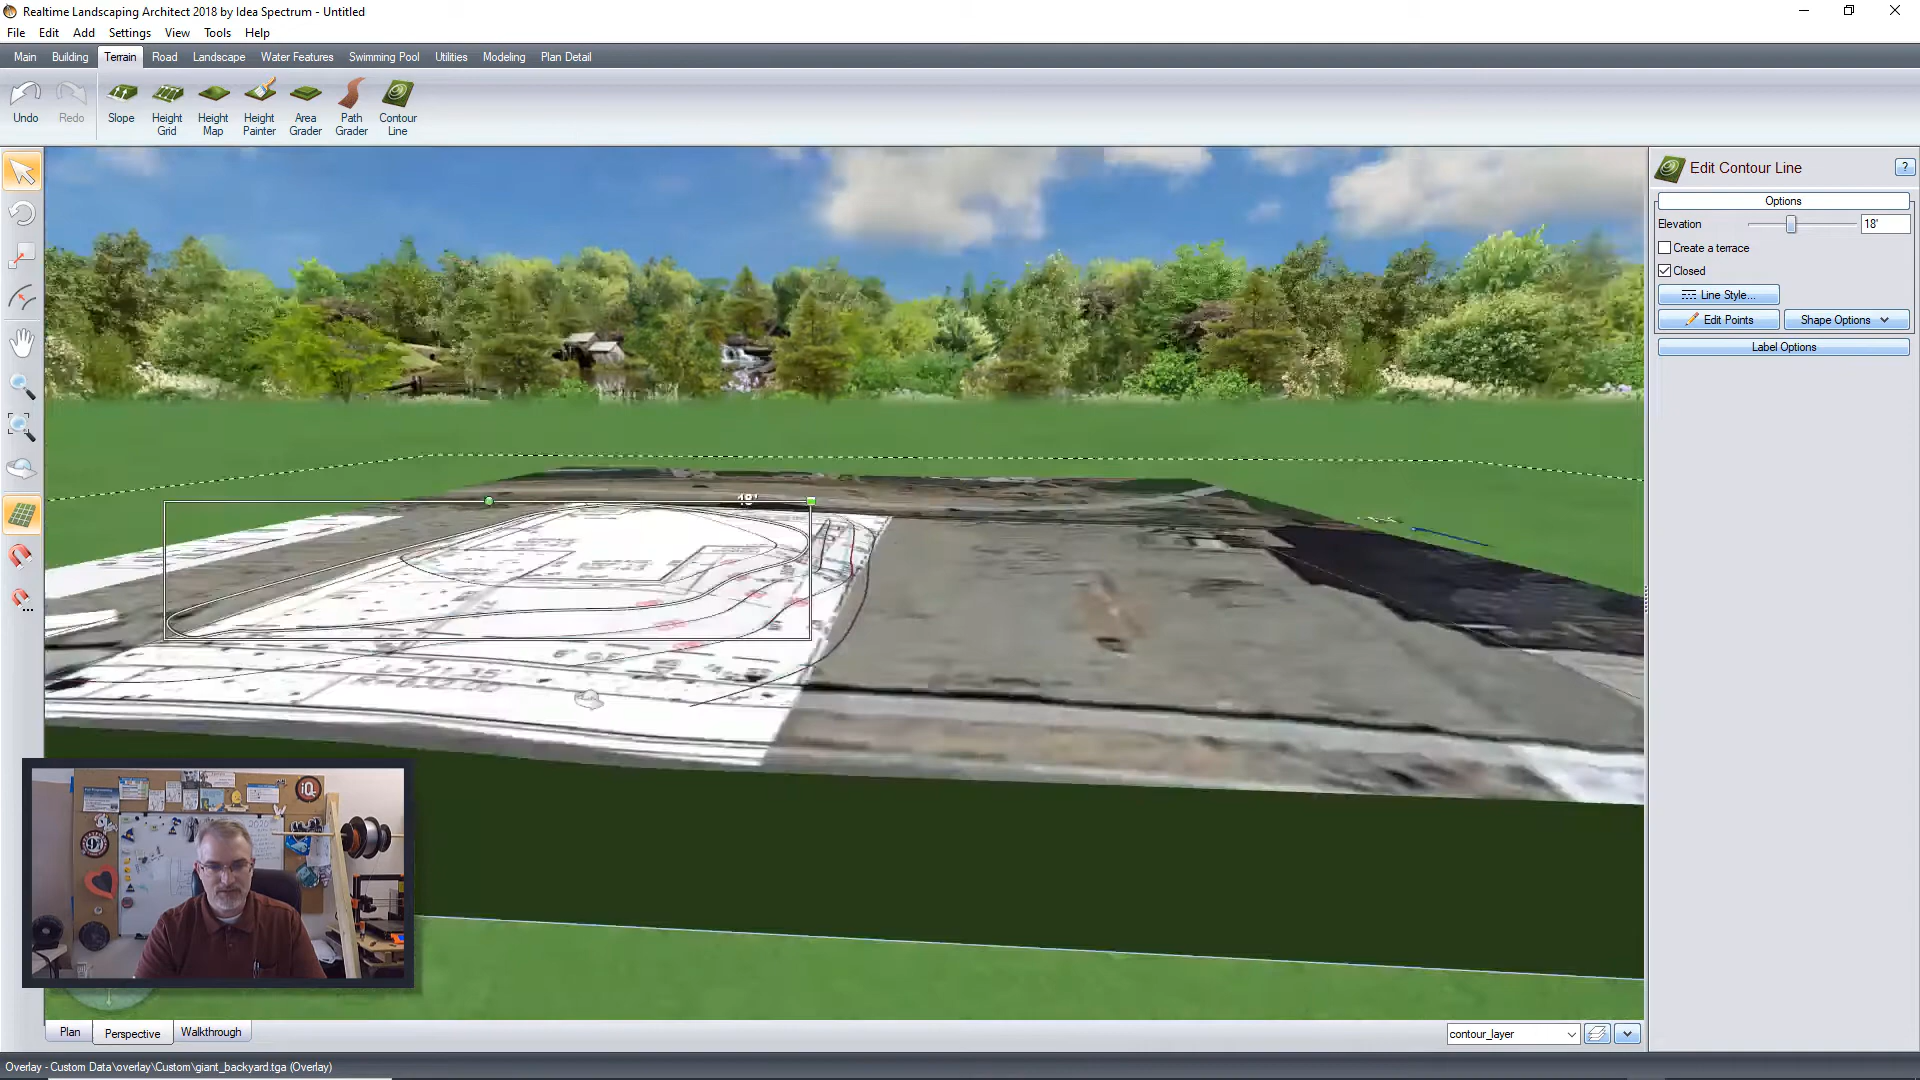 Realtime Landscaping Architect 2018 by Idea Spectrum - Untitled
File Edit Add Settings View Tools Help
Main Building Terrain Road Landscape Water Features Swimming Pool Utilities Modeling Plan Detail
Undo Redo Slope Height Grid Height Map Height Painter Area Grader Path Grader Contour Line
Edit Contour Line ?
Options
Elevation 18'
Create a terrace
Closed
Line Style...
Edit Points Shape Options
Label Options
18'
iQ
Plan Perspective Walkthrough
contour_layer
Overlay - Custom Data\overlay\Custom\giant_backyard.tga (Overlay)